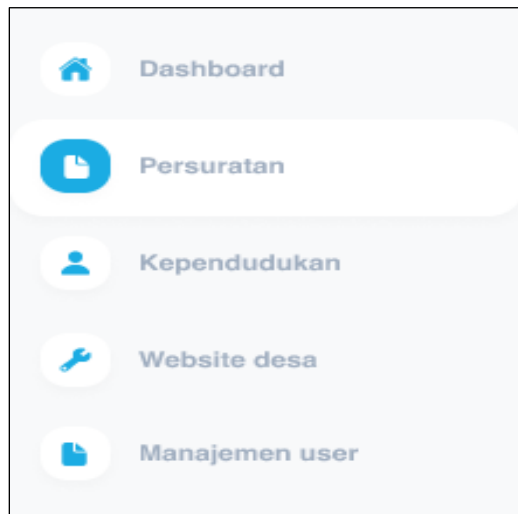 Dashboard
Persuratan
Kependudukan
Website desa
Manajemen user